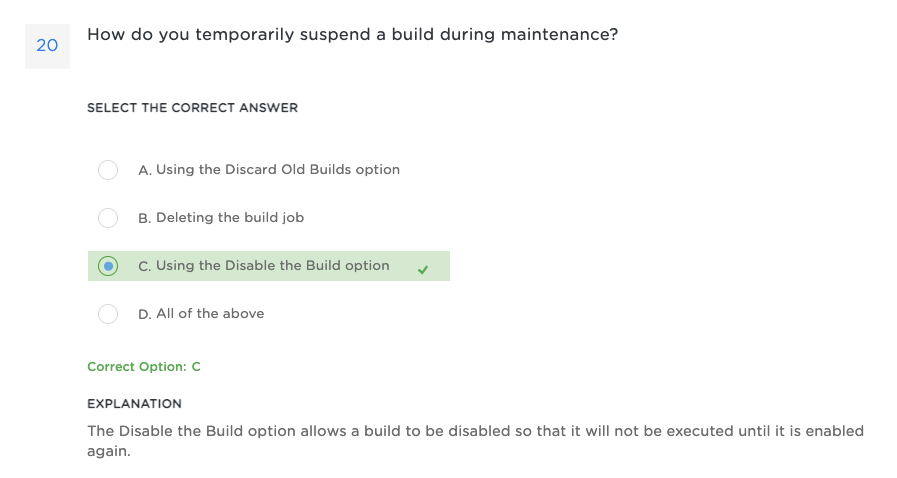 20
How do you temporarily suspend a build during maintenance?
SELECT THE CORRECT ANSWER
A. Using the Discard Old Builds option
B. Deleting the build job
C. Using the Disable the Build option
D. All of the above
Correct Option: C
EXPLANATION
The Disable the Build option allows a build to be disabled so that it will not be executed until it is enabled
again.